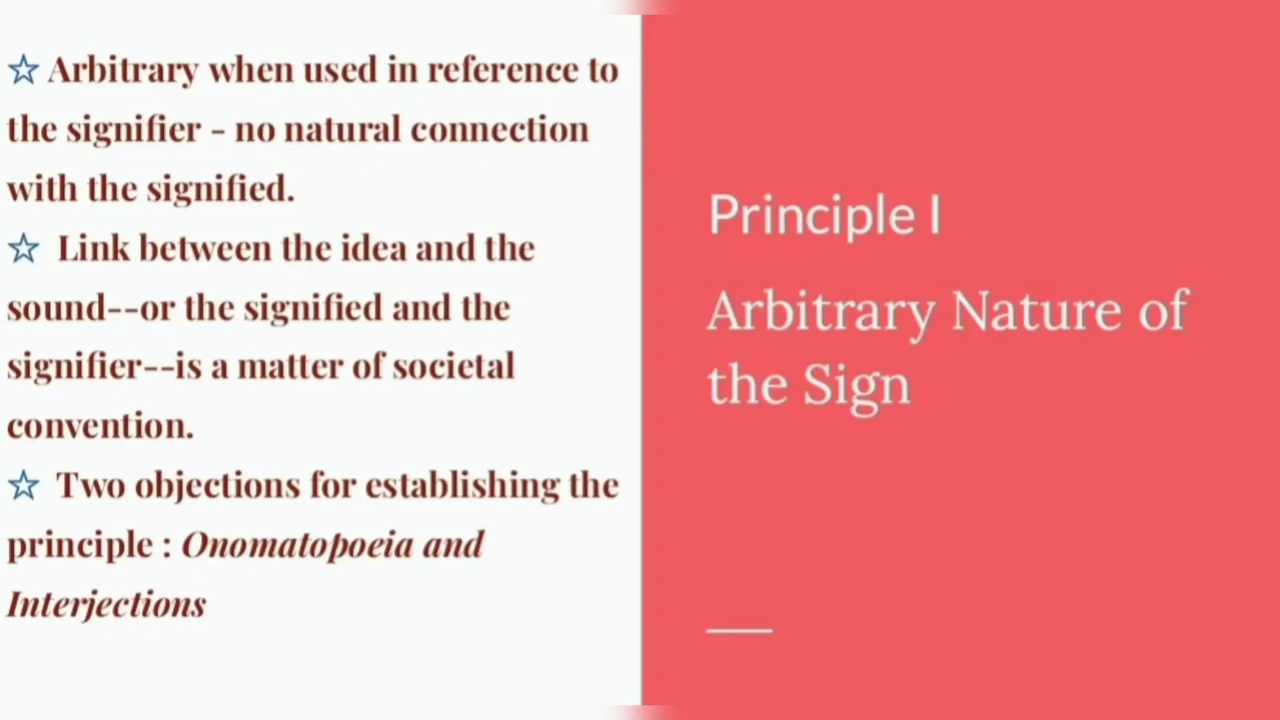 ☆ Arbitrary when used in reference to
the signifier - no natural connection
with the signified.
☆ Link between the idea and the
sound--or the signified and the
signifier--is a matter of societal
convention.
☆ Two objections for establishing the
principle : Onomatopoeia and
Interjections
Principle I
Arbitrary Nature of
the Sign